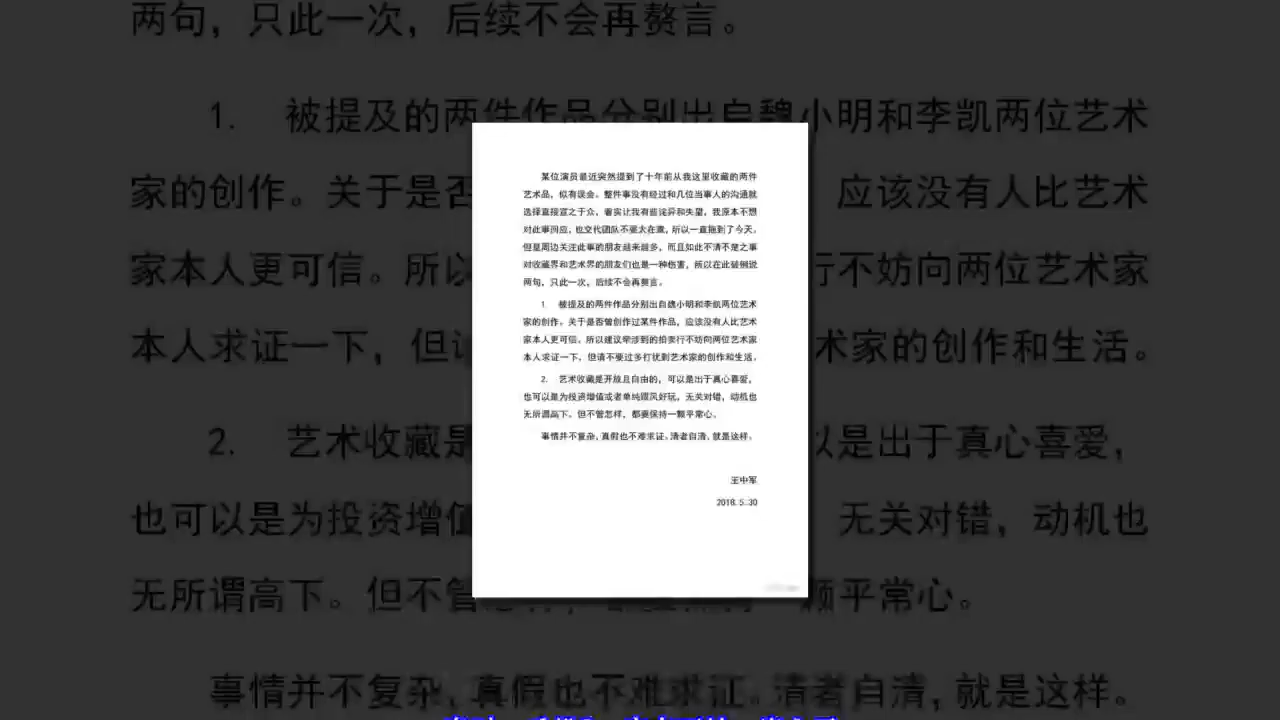 两句，只此一次，后续不会再赘言。
1. 被提及的两件作品分别出自魏小明和李凯两位艺术
家的创作。关于是否
应该没有人比艺术
家本人更可信。所以
行不妨向两位艺术家
本人求证一下，但请
术家的创作和生活。
2. 艺术收藏是
以是出于真心喜爱，
也可以是为投资增值
无关对错，动机也
无所谓高下。但不管
颗平常心。
事情并不复杂，真假也不难求证。清者自清，就是这样。
某位演员最近突然提到了十年前从我这里收藏的两件
艺术品，似有误会。整件事没有经过和几位当事人的沟通就
选择直接宣之于众，着实让我有些诧异和失望，我原本不想
对此事回应，也交代团队不要太在意，所以一直拖到了今天。
但是周边关注此事的朋友越来越多，而且如此不清不楚之事
对收藏界和艺术界的朋友们也是一种伤害，所以在此破例说
两句，只此一次，后续不会再赘言。
1. 被提及的两件作品分别出自魏小明和李凯两位艺术
家的创作。关于是否曾创作过某件作品，应该没有人比艺术
家本人更可信。所以建议牵涉到的拍卖行不妨向两位艺术家
本人求证一下，但请不要过多打扰到艺术家的创作和生活。
2. 艺术收藏是开放且自由的，可以是出于真心喜爱，
也可以是为投资增值或者单纯跟风好玩，无关对错，动机也
无所谓高下。但不管怎样，都要保持一颗平常心。
事情并不复杂，真假也不难求证。清者自清，就是这样。
王中军
2018.5.30